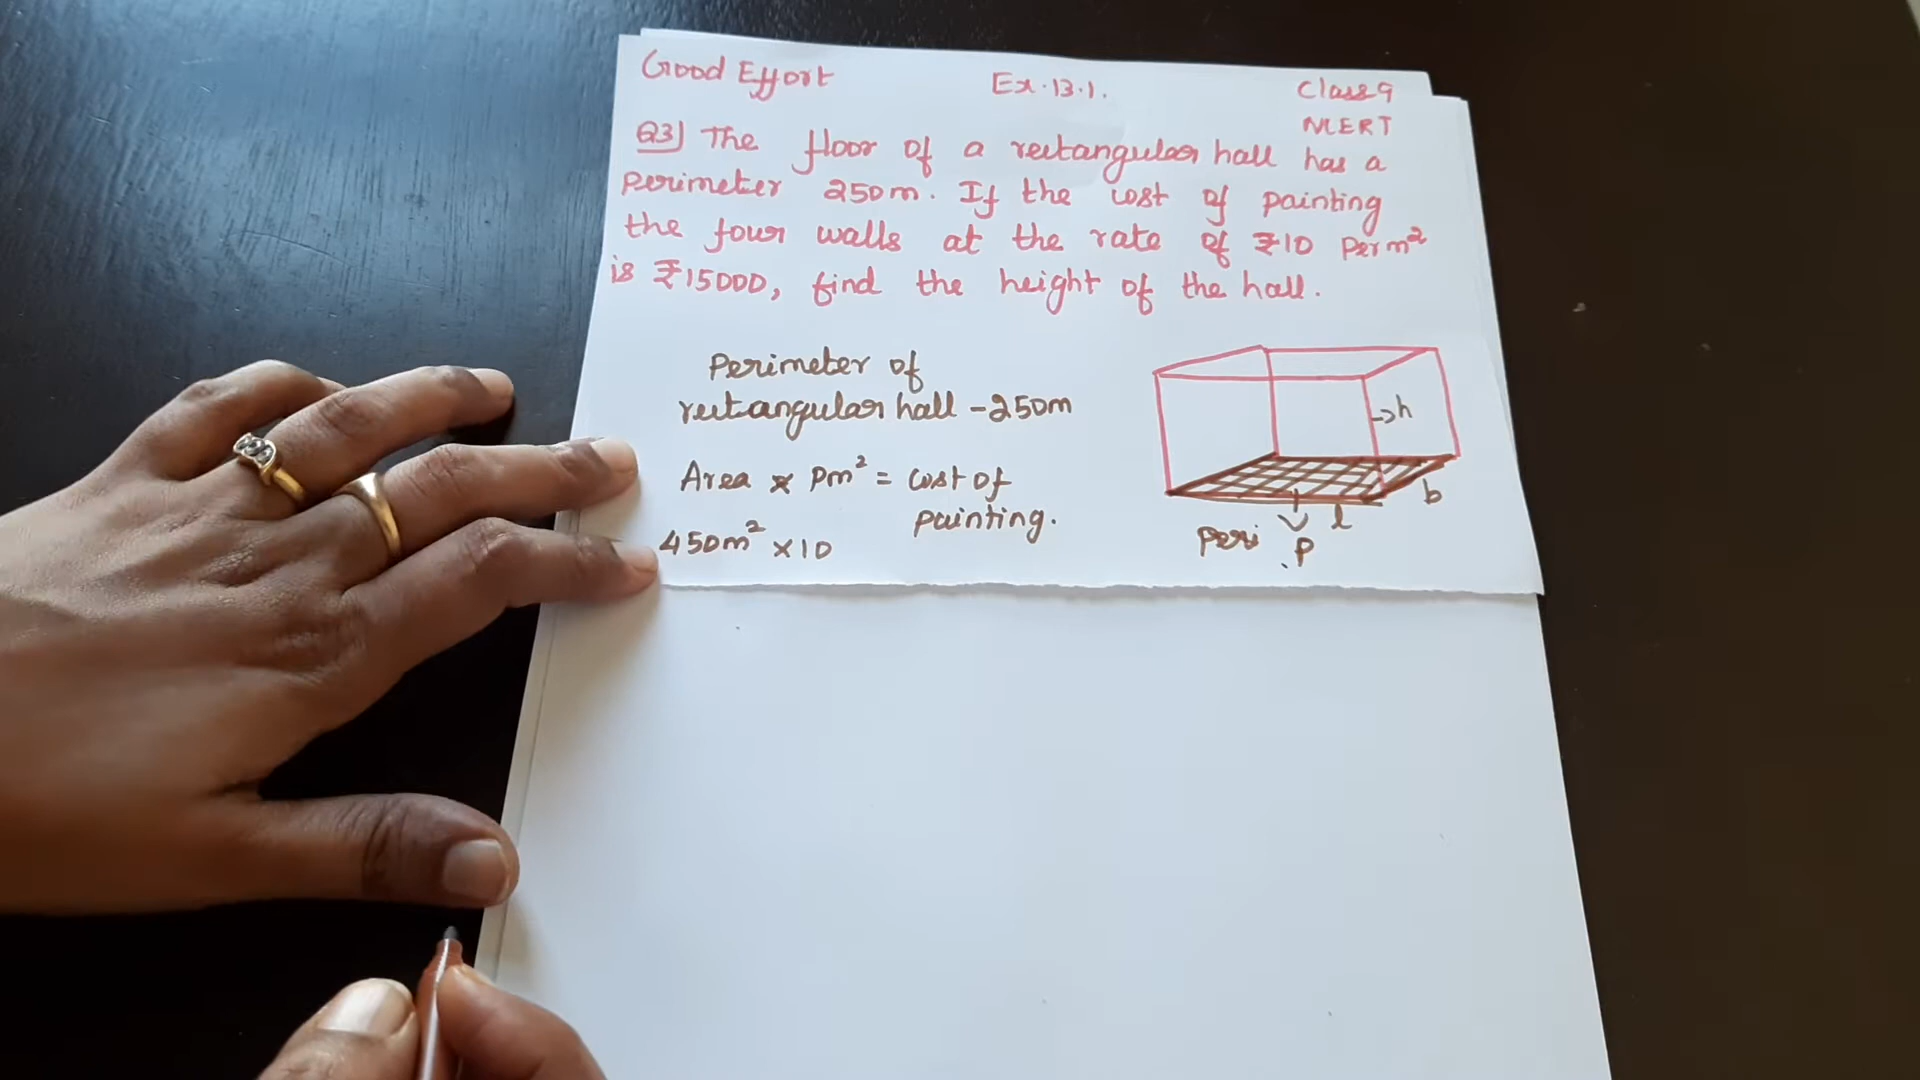 Good Effort Ex.13.1. Class 9
NCERT
Q3) The floor of a rectangular hall has a
perimeter 250m. If the cost of painting
the four walls at the rate of ₹10 per m²
is ₹15000, find the height of the hall.
Perimeter of
rectangular hall - 250m
Area × Pm² = cost of
painting.
450m² × 10
h
b
l
Peri P